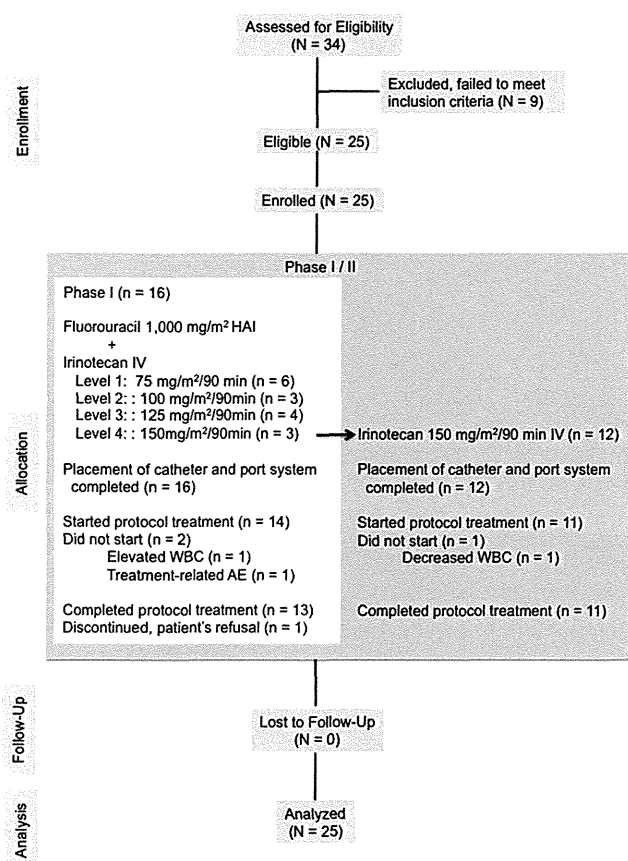 Assessed for Eligibility
(N = 34)
Enrollment
Excluded, failed to meet
inclusion criteria (N = 9)
Eligible (N = 25)
Enrolled (N = 25)
Phase I / II
Allocation
Phase I (n = 16)
Fluorouracil 1,000 mg/m² HAI
+
Irinotecan IV
Level 1: 75 mg/m²/90 min (n = 6)
Level 2: : 100 mg/m²/90min (n = 3)
Level 3: : 125 mg/m²/90min (n = 4)
Level 4: : 150mg/m²/90min (n = 3)
Placement of catheter and port system
completed (n = 16)
Started protocol treatment (n = 14)
Did not start (n = 2)
Elevated WBC (n = 1)
Treatment-related AE (n = 1)
Completed protocol treatment (n = 13)
Discontinued, patient's refusal (n = 1)
Irinotecan 150 mg/m²/90 min IV (n = 12)
Placement of catheter and port system
completed (n = 12)
Started protocol treatment (n = 11)
Did not start (n = 1)
Decreased WBC (n = 1)
Completed protocol treatment (n = 11)
Follow-Up
Lost to Follow-Up
(N = 0)
Analysis
Analyzed
(N = 25)